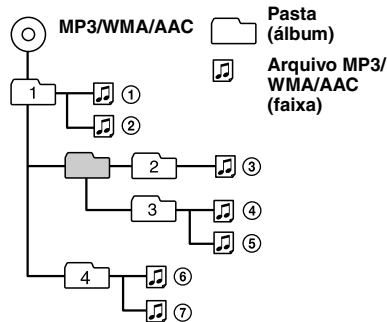 MP3/WMA/AAC
Pasta
(álbum)
Arquivo MP3/
WMA/AAC
(faixa)
1
①
②
2
③
3
④
⑤
4
⑥
⑦